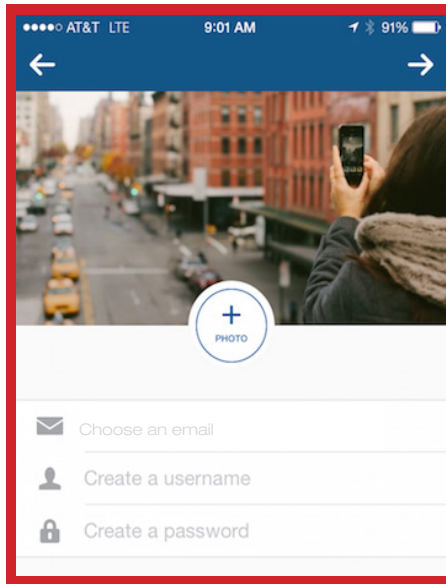 AT&T LTE 9:01 AM 91%
+
PHOTO
Choose an email
Create a username
Create a password